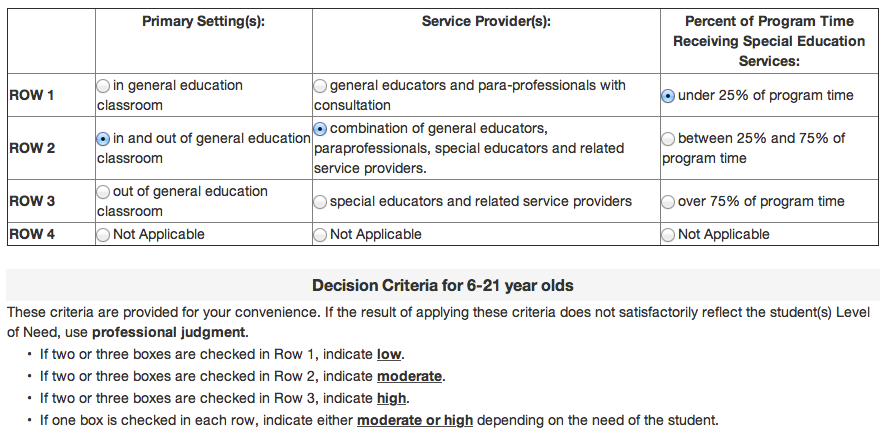 Primary Setting(s): Service Provider(s): Percent of Program Time
Receiving Special Education
Services:
ROW 1 in general education
classroom general educators and para-professionals with
consultation under 25% of program time
ROW 2 in and out of general education
classroom combination of general educators,
paraprofessionals, special educators and related
service providers. between 25% and 75% of
program time
ROW 3 out of general education
classroom special educators and related service providers over 75% of program time
ROW 4 Not Applicable Not Applicable Not Applicable
Decision Criteria for 6-21 year olds
These criteria are provided for your convenience. If the result of applying these criteria does not satisfactorily reflect the student(s) Level
of Need, use professional judgment.
• If two or three boxes are checked in Row 1, indicate low.
• If two or three boxes are checked in Row 2, indicate moderate.
• If two or three boxes are checked in Row 3, indicate high.
• If one box is checked in each row, indicate either moderate or high depending on the need of the student.